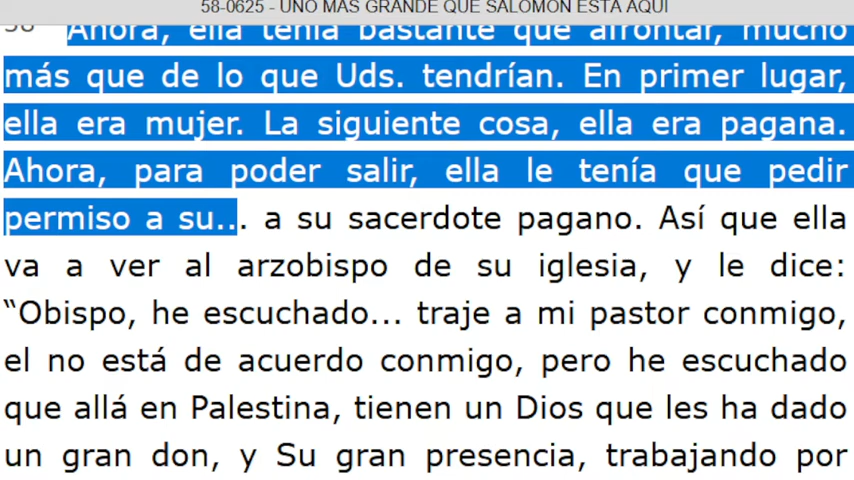 58-0625 - UNO MAS GRANDE QUE SALOMON ESTA AQUI
58 Ahora, ella tenía bastante que afrontar, mucho
más que de lo que Uds. tendrían. En primer lugar,
ella era mujer. La siguiente cosa, ella era pagana.
Ahora, para poder salir, ella le tenía que pedir
permiso a su... a su sacerdote pagano. Así que ella
va a ver al arzobispo de su iglesia, y le dice:
“Obispo, he escuchado... traje a mi pastor conmigo,
el no está de acuerdo conmigo, pero he escuchado
que allá en Palestina, tienen un Dios que les ha dado
un gran don, y Su gran presencia, trabajando por